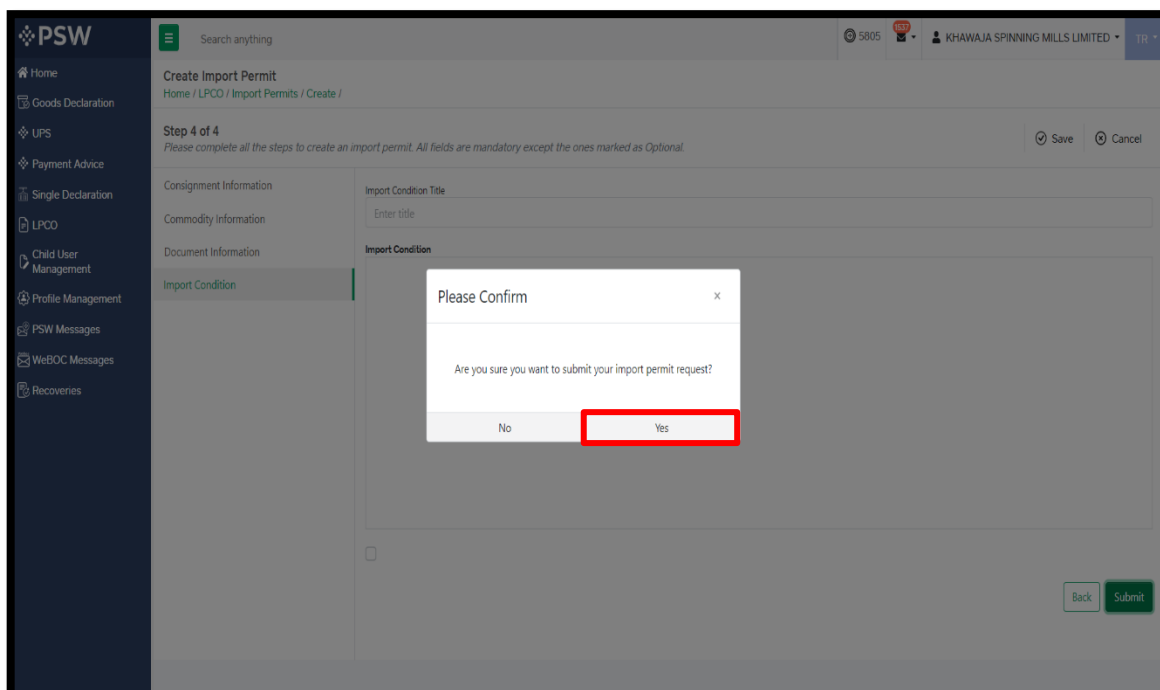 PSW
Search anything
5805
1537
KHAWAJA SPINNING MILLS LIMITED
TR
Home
Goods Declaration
UPS
Payment Advice
Single Declaration
LPCO
Child User
Management
Profile Management
PSW Messages
WeBOC Messages
Recoveries
Create Import Permit
Home / LPCO / Import Permits / Create /
Step 4 of 4
Please complete all the steps to create an import permit. All fields are mandatory except the ones marked as Optional.
Save
Cancel
Consignment Information
Commodity Information
Document Information
Import Condition
Import Condition Title
Enter title
Import Condition
Please Confirm
×
Are you sure you want to submit your import permit request?
No
Yes
Back
Submit